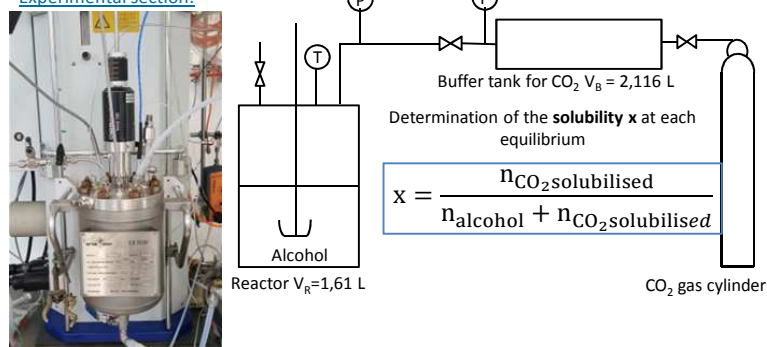 Experimental section:
P
P
T
Buffer tank for CO₂ V_B = 2,116 L
Determination of the solubility x at each
equilibrium
x = n_CO₂solubilised / (n_alcohol + n_CO₂solubilised)
Alcohol
Reactor V_R=1,61 L
CO₂ gas cylinder